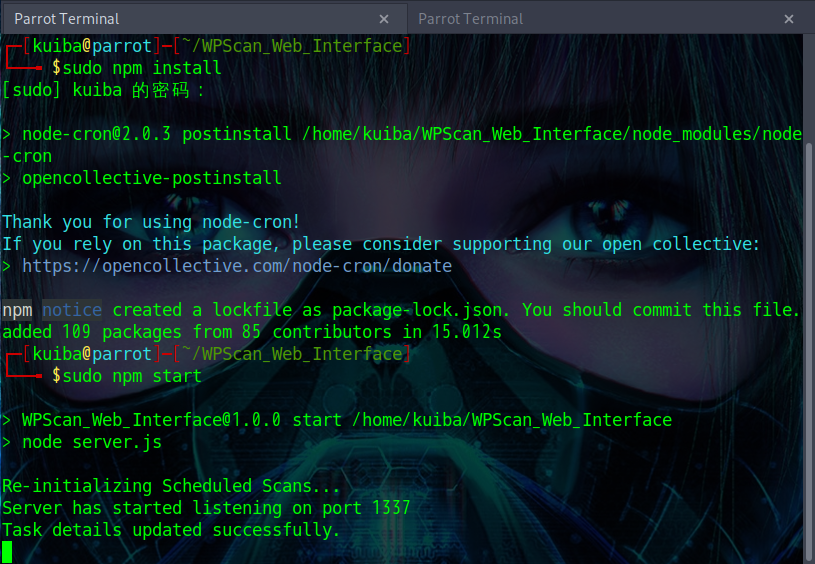 Parrot Terminal × Parrot Terminal ×
┌─[kuiba@parrot]─[~/WPScan_Web_Interface]
└──╼ $sudo npm install
[sudo] kuiba 的密码：
> node-cron@2.0.3 postinstall /home/kuiba/WPScan_Web_Interface/node_modules/node
-cron
> opencollective-postinstall
Thank you for using node-cron!
If you rely on this package, please consider supporting our open collective:
> https://opencollective.com/node-cron/donate
npm notice created a lockfile as package-lock.json. You should commit this file.
added 109 packages from 85 contributors in 15.012s
┌─[kuiba@parrot]─[~/WPScan_Web_Interface]
└──╼ $sudo npm start
> WPScan_Web_Interface@1.0.0 start /home/kuiba/WPScan_Web_Interface
> node server.js
Re-initializing Scheduled Scans...
Server has started listening on port 1337
Task details updated successfully.